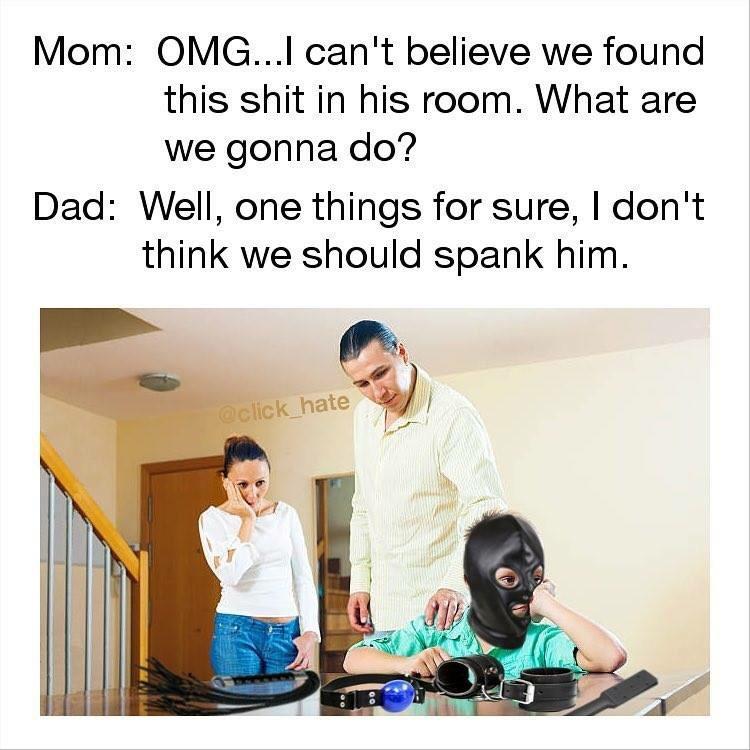 Mom: OMG...I can't believe we found
this shit in his room. What are
we gonna do?
Dad: Well, one things for sure, I don't
think we should spank him.
@click_hate